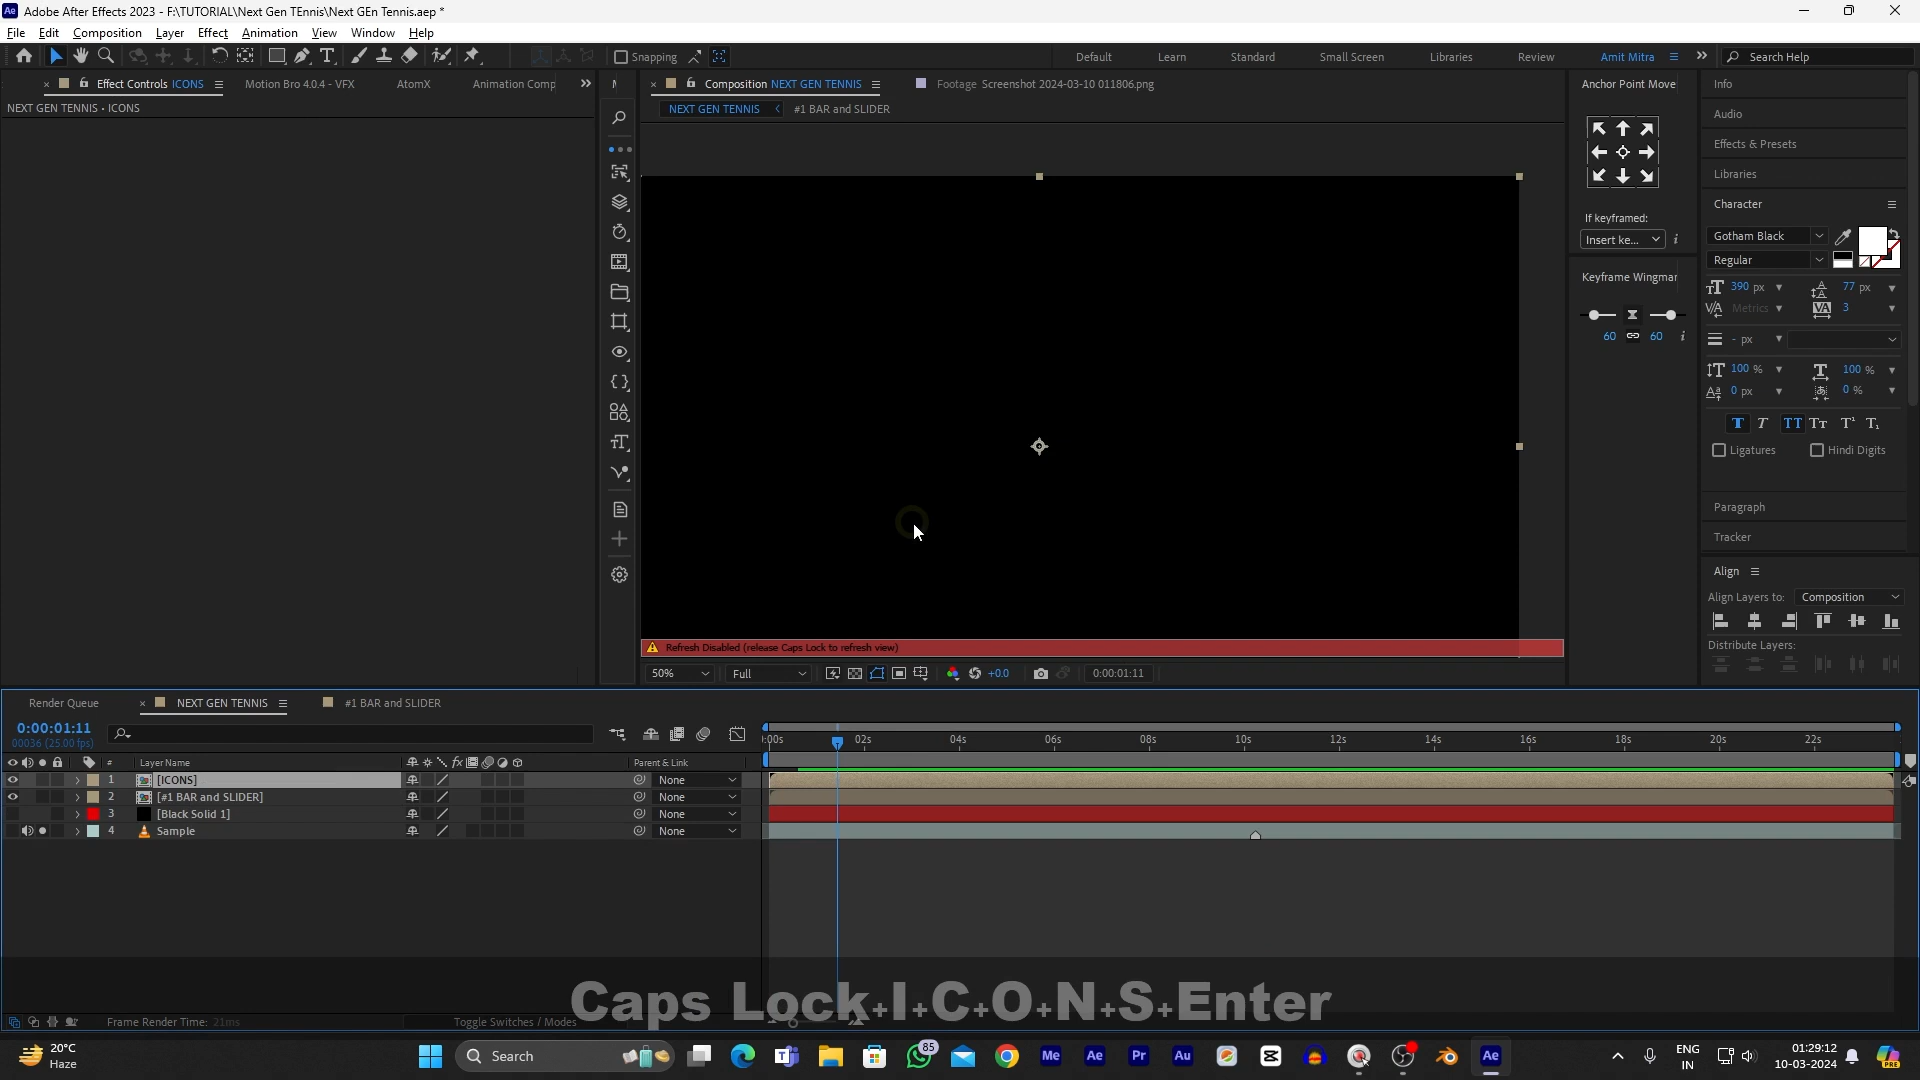 Adobe After Effects 2023 - F:\TUTORIAL\Next Gen TEnnis\Next GEn Tennis.aep *
File Edit Composition Layer Effect Animation View Window Help
Snapping
Default Learn Standard Small Screen Libraries Review Amit Mitra Search Help
Effect Controls ICONS Motion Bro 4.0.4 - VFX AtomX Animation Comp
Composition NEXT GEN TENNIS Footage Screenshot 2024-03-10 011806.png
NEXT GEN TENNIS • ICONS
NEXT GEN TENNIS #1 BAR and SLIDER
Anchor Point Move
If keyframed:
Insert ke...
Keyframe Wingmar
60 60
Info
Audio
Effects & Presets
Libraries
Character
Gotham Black
Regular
390 px 77 px
Metrics 3
- px
100 % 100 %
0 px 0 %
Ligatures Hindi Digits
Paragraph
Tracker
Align
Align Layers to: Composition
Distribute Layers:
Refresh Disabled (release Caps Lock to refresh view)
50% Full +0.0 0:00:01:11
Render Queue NEXT GEN TENNIS #1 BAR and SLIDER
0:00:01:11
00036 (25.00 fps)
:00s 02s 04s 06s 08s 10s 12s 14s 16s 18s 20s 22s
# Layer Name Parent & Link
1 [ICONS] None
2 [#1 BAR and SLIDER] None
3 [Black Solid 1] None
4 Sample None
Caps Lock+I+C+O+N+S+Enter
Frame Render Time: 21ms Toggle Switches / Modes
20°C
Haze
Search
85
ENG
IN
01:29:12
10-03-2024